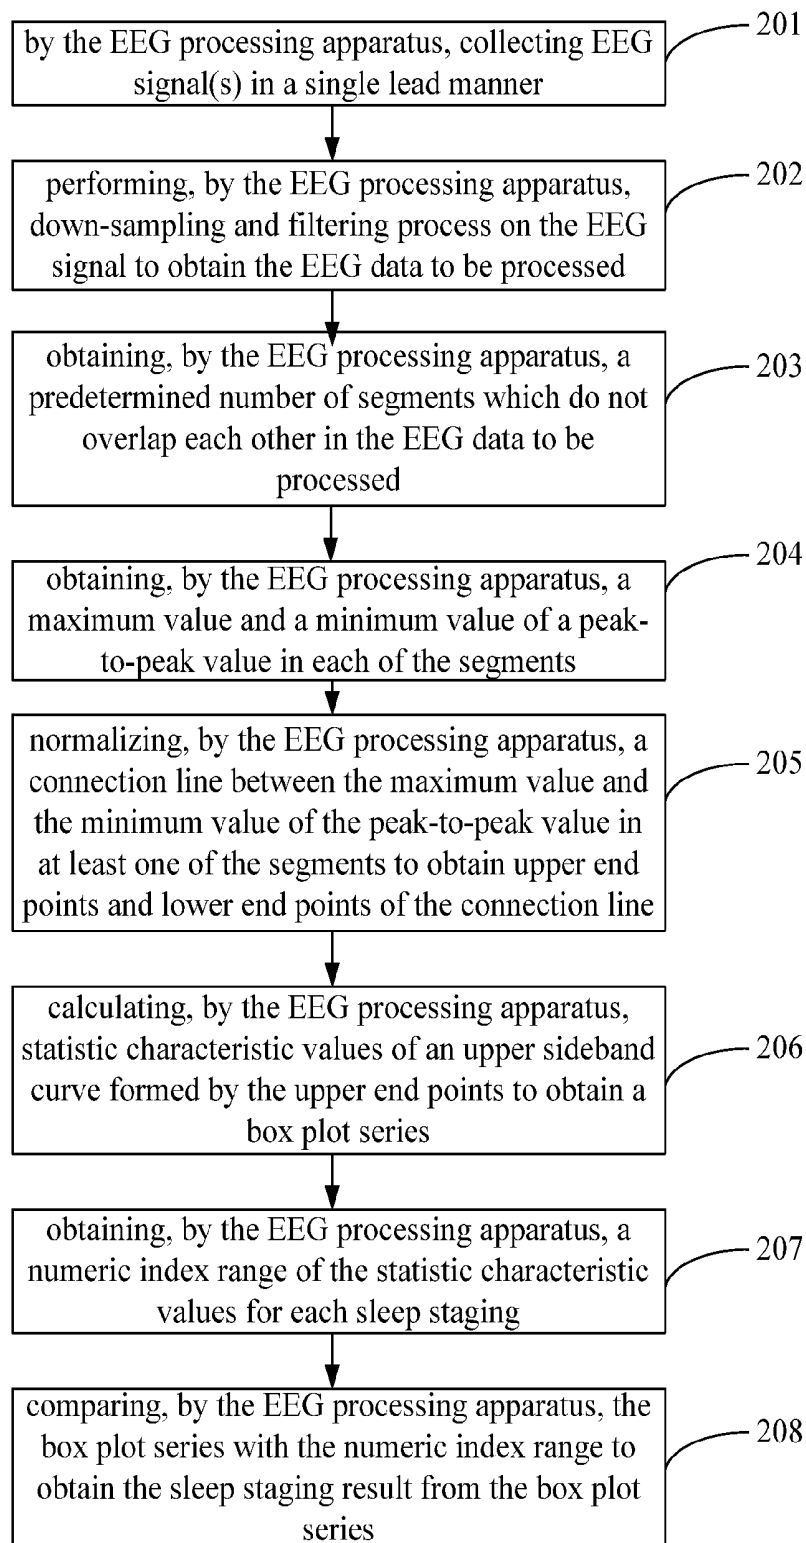 by the EEG processing apparatus, collecting EEG
signal(s) in a single lead manner
201
performing, by the EEG processing apparatus,
down-sampling and filtering process on the EEG
signal to obtain the EEG data to be processed
202
obtaining, by the EEG processing apparatus, a
predetermined number of segments which do not
overlap each other in the EEG data to be
processed
203
obtaining, by the EEG processing apparatus, a
maximum value and a minimum value of a peak-
to-peak value in each of the segments
204
normalizing, by the EEG processing apparatus, a
connection line between the maximum value and
the minimum value of the peak-to-peak value in
at least one of the segments to obtain upper end
points and lower end points of the connection line
205
calculating, by the EEG processing apparatus,
statistic characteristic values of an upper sideband
curve formed by the upper end points to obtain a
box plot series
206
obtaining, by the EEG processing apparatus, a
numeric index range of the statistic characteristic
values for each sleep staging
207
comparing, by the EEG processing apparatus, the
box plot series with the numeric index range to
obtain the sleep staging result from the box plot
series
208